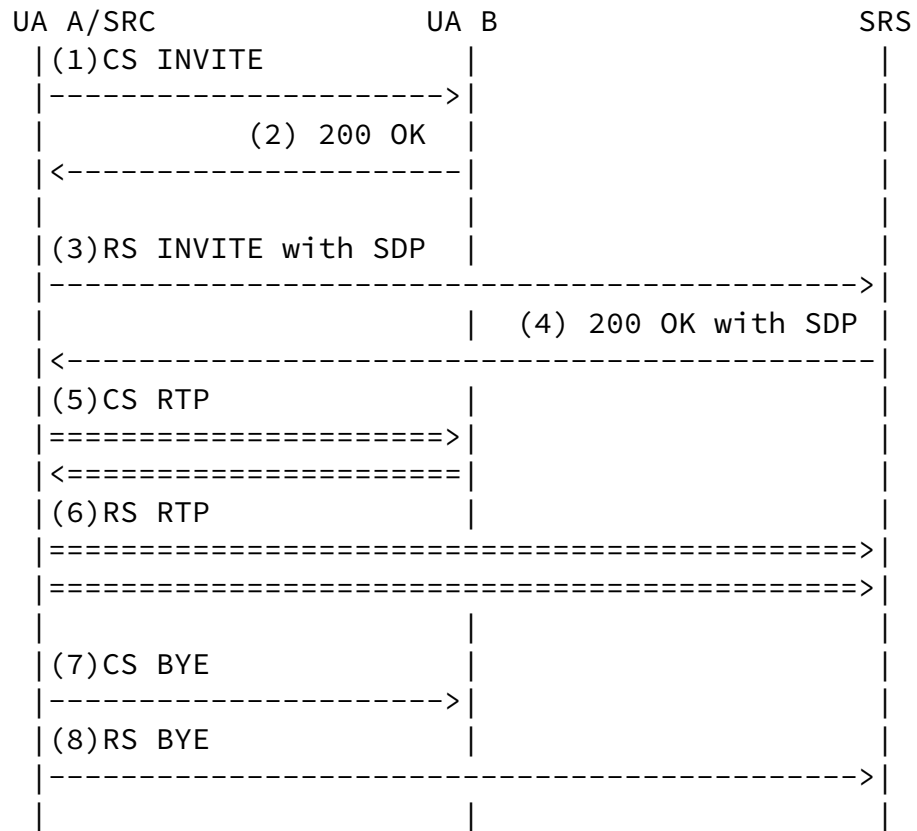 UA A/SRC UA B SRS
|(1)CS INVITE | |
|---------------------->| |
| (2) 200 OK | |
|<----------------------| |
| | |
|(3)RS INVITE with SDP | |
|--------------------------------------------->|
| | (4) 200 OK with SDP |
|<---------------------------------------------|
|(5)CS RTP | |
|======================>| |
|<======================| |
|(6)RS RTP | |
|=============================================>|
|=============================================>|
| | |
|(7)CS BYE | |
|---------------------->| |
|(8)RS BYE | |
|--------------------------------------------->|
| | |